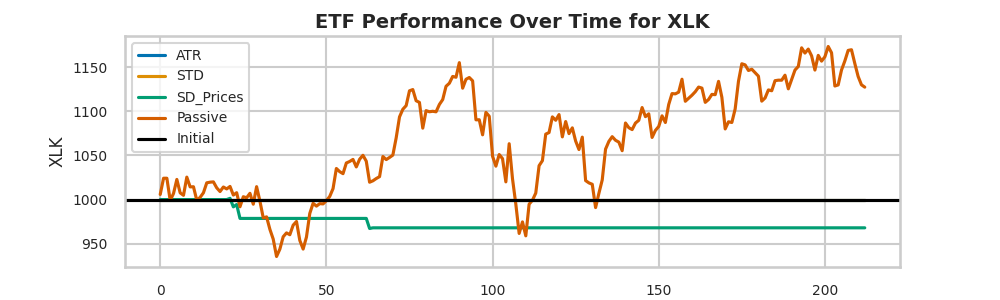 ETF Performance Over Time for XLK
XLK
1150
1100
1050
1000
950
ATR
STD
SD_Prices
Passive
Initial
0
50
100
150
200